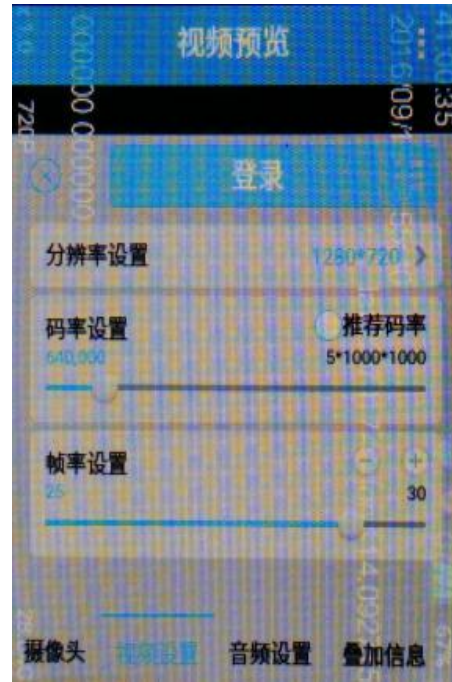 视频预览
720P
登录
分辨率设置
1280*720
码率设置
推荐码率
640,000
5*1000*1000
帧率设置
25
30
摄像头
视频设置
音频设置
叠加信息
67%